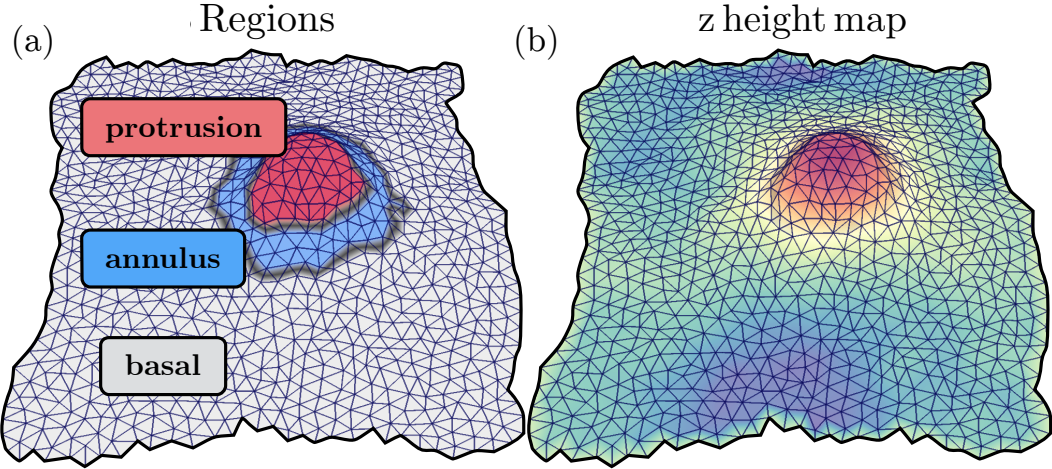 (a)
Regions
protrusion
annulus
basal
(b)
z height map